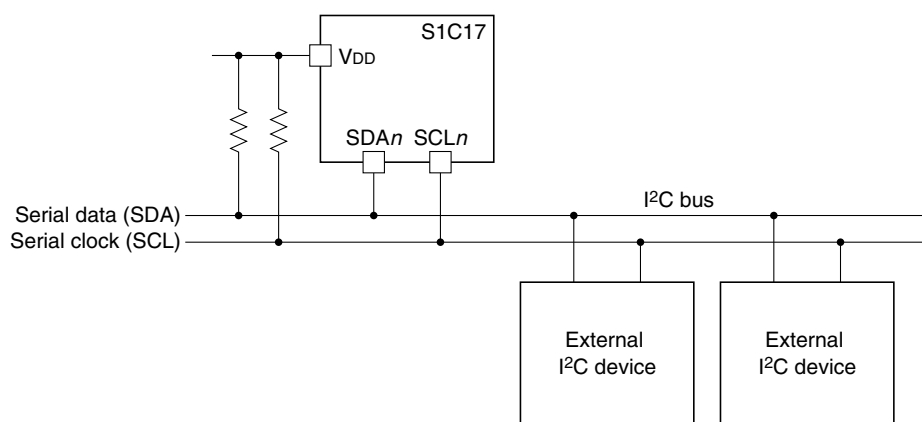 S1C17
VDD
SDAn SCLn
I²C bus
Serial data (SDA)
Serial clock (SCL)
External
I²C device
External
I²C device